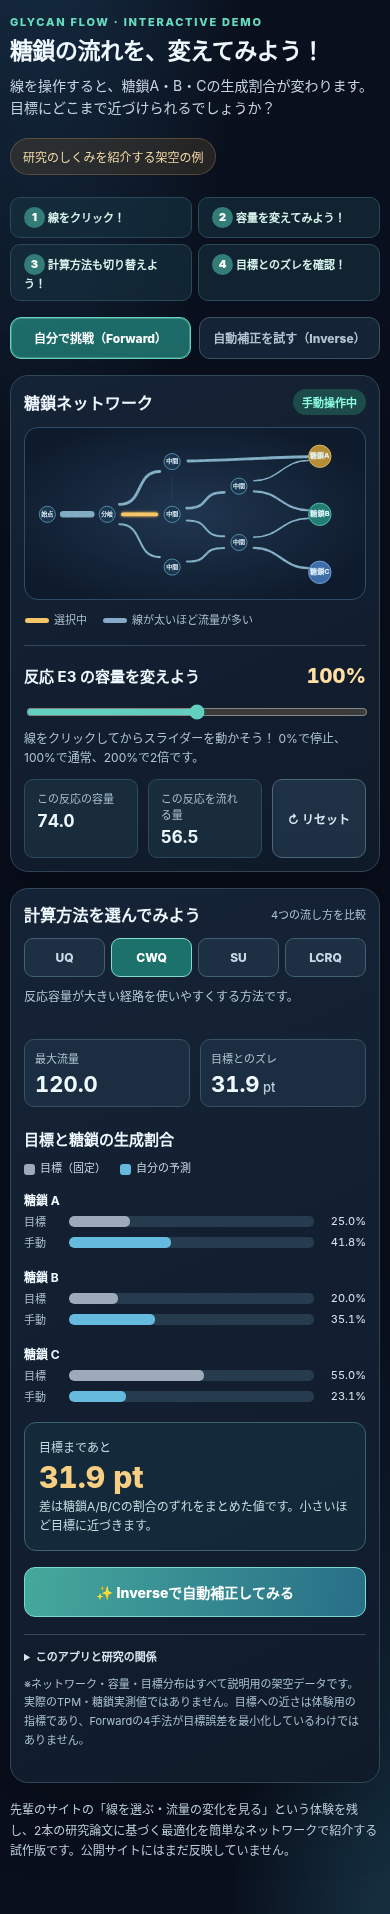 GLYCAN FLOW · INTERACTIVE DEMO
糖鎖の流れを、変えてみよう！
線を操作すると、糖鎖A・B・Cの生成割合が変わります。
目標にどこまで近づけられるでしょうか？
研究のしくみを紹介する架空の例
1 線をクリック！
2 容量を変えてみよう！
3 計算方法も切り替えよ
う！
4 目標とのズレを確認！
自分で挑戦（Forward）
自動補正を試す（Inverse）
糖鎖ネットワーク
手動操作中
始点
分岐
中間
中間
中間
中間
中間
糖鎖A
糖鎖B
糖鎖C
選択中
線が太いほど流量が多い
反応 E3 の容量を変えよう
100%
線をクリックしてからスライダーを動かそう！ 0%で停止、
100%で通常、200%で2倍です。
この反応の容量
74.0
この反応を流れ
る量
56.5
↻ リセット
計算方法を選んでみよう
4つの流し方を比較
UQ
CWQ
SU
LCRQ
反応容量が大きい経路を使いやすくする方法です。
最大流量
120.0
目標とのズレ
31.9 pt
目標と糖鎖の生成割合
目標（固定）
自分の予測
糖鎖 A
目標 25.0%
手動 41.8%
糖鎖 B
目標 20.0%
手動 35.1%
糖鎖 C
目標 55.0%
手動 23.1%
目標まであと
31.9 pt
差は糖鎖A/B/Cの割合のずれをまとめた値です。小さいほ
ど目標に近づきます。
✨ Inverseで自動補正してみる
▶ このアプリと研究の関係
※ネットワーク・容量・目標分布はすべて説明用の架空データです。
実際のTPM・糖鎖実測値ではありません。目標への近さは体験用の
指標であり、Forwardの4手法が目標誤差を最小化しているわけでは
ありません。
先輩のサイトの「線を選ぶ・流量の変化を見る」という体験を残
し、2本の研究論文に基づく最適化を簡単なネットワークで紹介する
試作版です。公開サイトにはまだ反映していません。